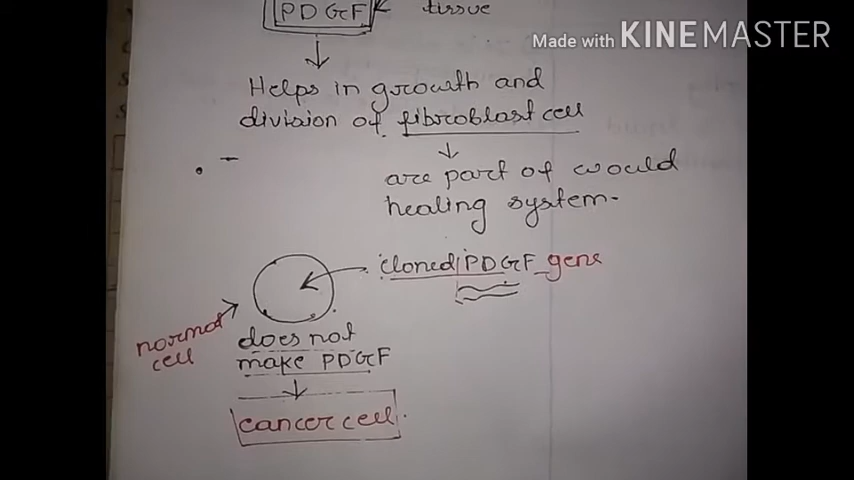 PDGF tissue
Made with KINEMASTER
Helps in growth and
division of fibroblast cell
are part of would
healing system.
cloned PDGF gene
normal
cell
does not
make PDGF
cancer cell.